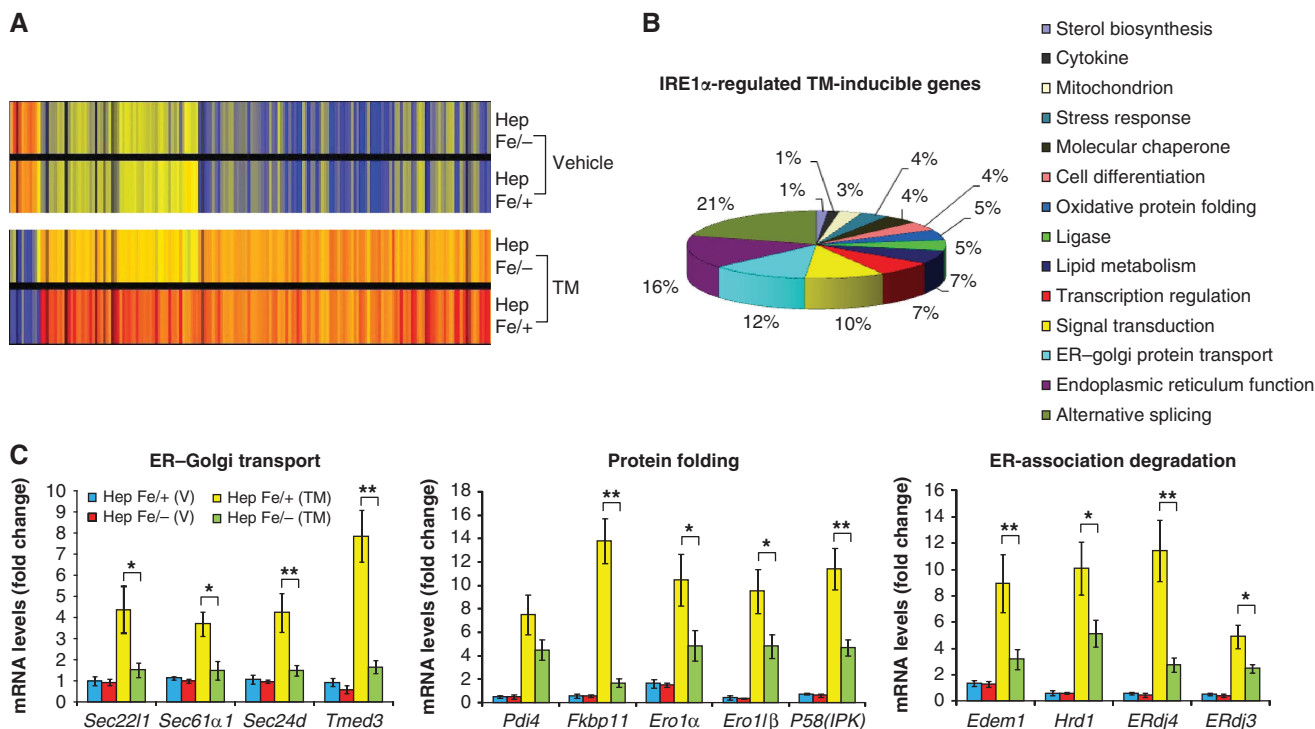 A
Hep
Fe/–
Hep
Fe/+
Vehicle
Hep
Fe/–
Hep
Fe/+
TM
B
IRE1α-regulated TM-inducible genes
1%
1%
3%
4%
4%
4%
5%
5%
7%
7%
10%
12%
16%
21%
Sterol biosynthesis
Cytokine
Mitochondrion
Stress response
Molecular chaperone
Cell differentiation
Oxidative protein folding
Ligase
Lipid metabolism
Transcription regulation
Signal transduction
ER–golgi protein transport
Endoplasmic reticulum function
Alternative splicing
C
ER–Golgi transport
mRNA levels (fold change)
10
9
8
7
6
5
4
3
2
1
0
Hep Fe/+ (V)
Hep Fe/+ (TM)
Hep Fe/– (V)
Hep Fe/– (TM)
*
*
**
**
Sec22l1
Sec61α1
Sec24d
Tmed3
Protein folding
mRNA levels (fold change)
18
16
14
12
10
8
6
4
2
0
**
*
*
**
Pdi4
Fkbp11
Ero1α
Ero1lβ
P58(IPK)
ER-association degradation
mRNA levels (fold change)
16
14
12
10
8
6
4
2
0
**
*
**
*
Edem1
Hrd1
ERdj4
ERdj3